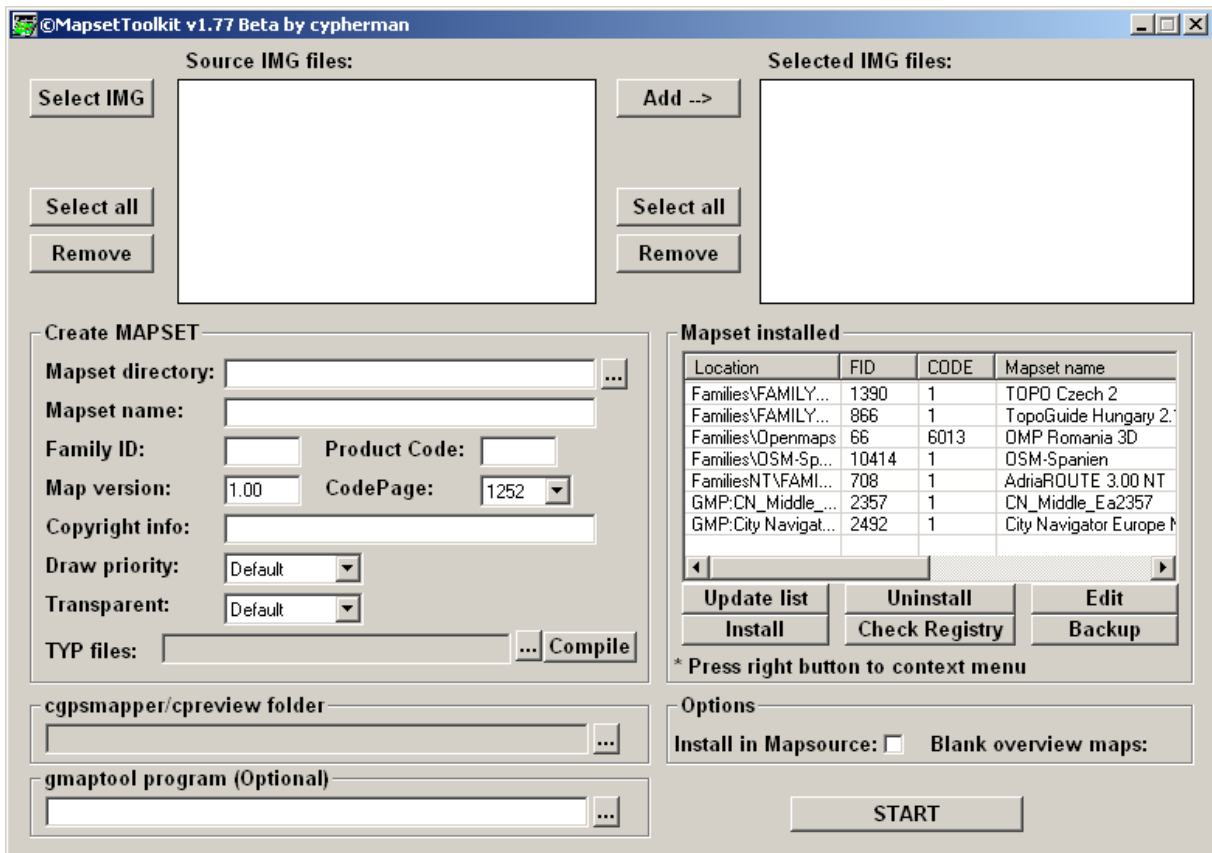 ©MapsetToolkit v1.77 Beta by cypherman
Source IMG files:
Selected IMG files:
Select IMG
Add -->
Select all
Select all
Remove
Remove
Create MAPSET
Mapset directory:
...
Mapset name:
Family ID:
Product Code:
Map version:
1.00
CodePage:
1252
Copyright info:
Draw priority:
Default
Transparent:
Default
TYP files:
...
Compile
Mapset installed
Location FID CODE Mapset name
Families\FAMILY... 1390 1 TOPO Czech 2
Families\FAMILY... 866 1 TopoGuide Hungary 2.
Families\Openmaps 66 6013 OMP Romania 3D
Families\OSM-Sp... 10414 1 OSM-Spanien
FamiliesNT\FAMI... 708 1 AdriaROUTE 3.00 NT
GMP:CN_Middle_... 2357 1 CN_Middle_Ea2357
GMP:City Navigat... 2492 1 City Navigator Europe N
Update list
Uninstall
Edit
Install
Check Registry
Backup
* Press right button to context menu
cgpsmapper/cpreview folder
...
Options
Install in Mapsource:
Blank overview maps:
gmaptool program (Optional)
...
START